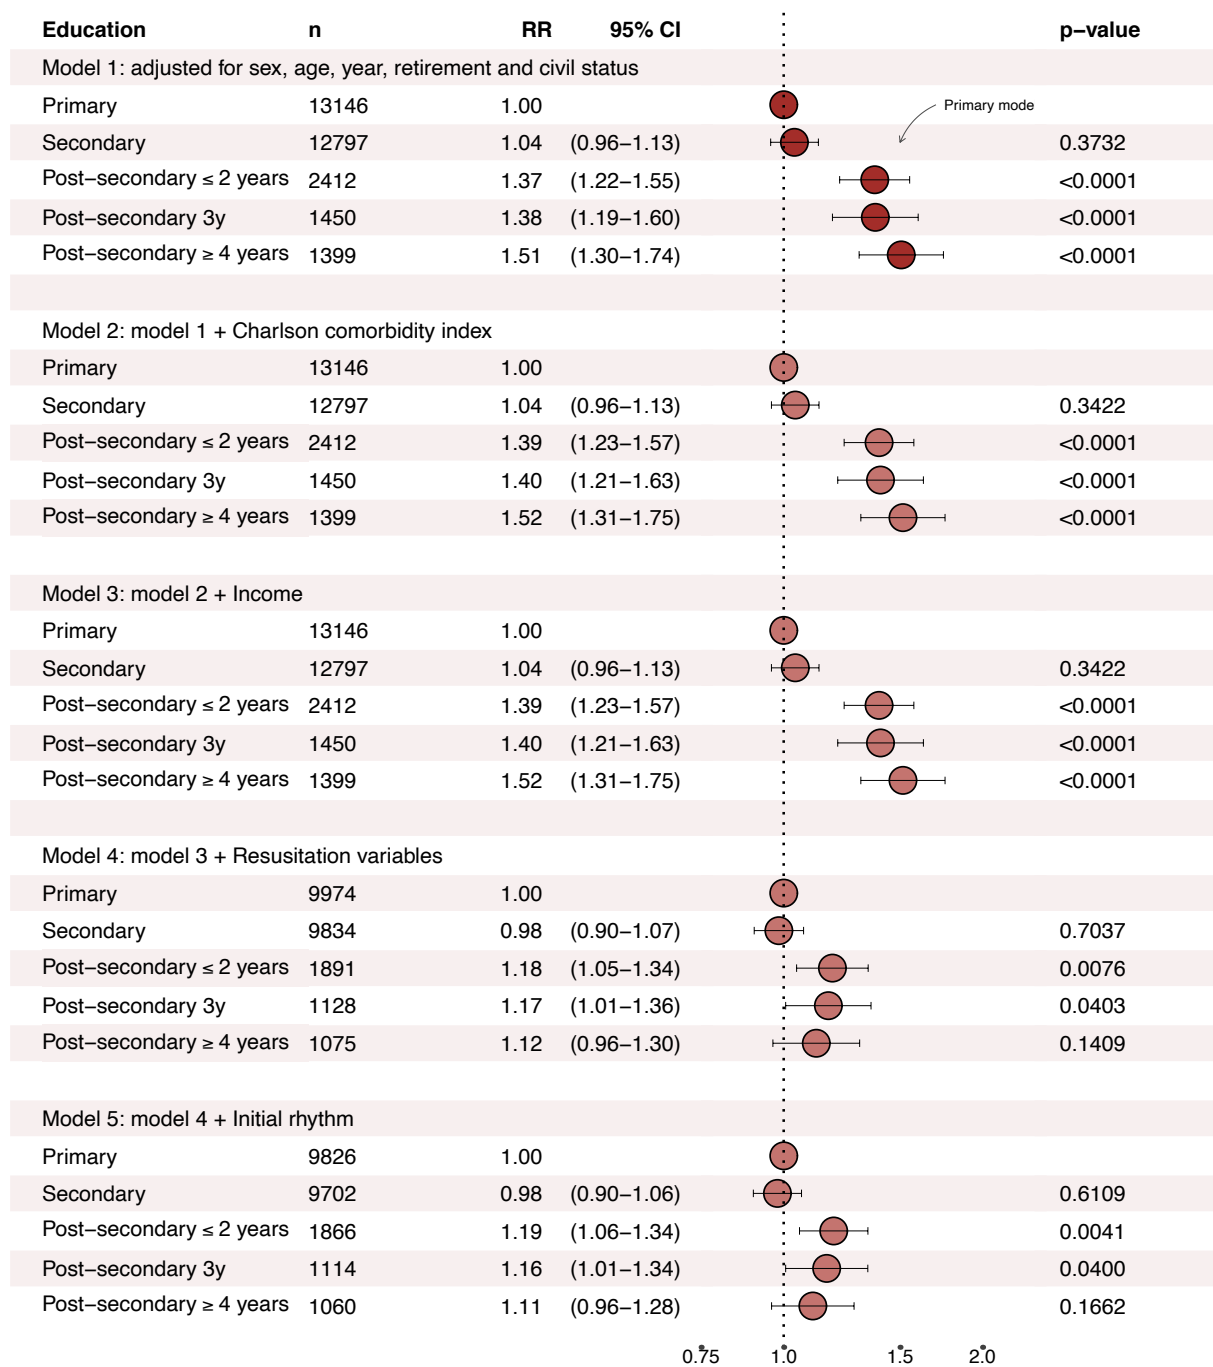 Education n RR 95% CI p−value
Model 1: adjusted for sex, age, year, retirement and civil status
Primary 13146 1.00
Primary mode
Secondary 12797 1.04 (0.96−1.13) 0.3732
Post−secondary ≤ 2 years 2412 1.37 (1.22−1.55) <0.0001
Post−secondary 3y 1450 1.38 (1.19−1.60) <0.0001
Post−secondary ≥ 4 years 1399 1.51 (1.30−1.74) <0.0001
Model 2: model 1 + Charlson comorbidity index
Primary 13146 1.00
Secondary 12797 1.04 (0.96−1.13) 0.3422
Post−secondary ≤ 2 years 2412 1.39 (1.23−1.57) <0.0001
Post−secondary 3y 1450 1.40 (1.21−1.63) <0.0001
Post−secondary ≥ 4 years 1399 1.52 (1.31−1.75) <0.0001
Model 3: model 2 + Income
Primary 13146 1.00
Secondary 12797 1.04 (0.96−1.13) 0.3422
Post−secondary ≤ 2 years 2412 1.39 (1.23−1.57) <0.0001
Post−secondary 3y 1450 1.40 (1.21−1.63) <0.0001
Post−secondary ≥ 4 years 1399 1.52 (1.31−1.75) <0.0001
Model 4: model 3 + Resusitation variables
Primary 9974 1.00
Secondary 9834 0.98 (0.90−1.07) 0.7037
Post−secondary ≤ 2 years 1891 1.18 (1.05−1.34) 0.0076
Post−secondary 3y 1128 1.17 (1.01−1.36) 0.0403
Post−secondary ≥ 4 years 1075 1.12 (0.96−1.30) 0.1409
Model 5: model 4 + Initial rhythm
Primary 9826 1.00
Secondary 9702 0.98 (0.90−1.06) 0.6109
Post−secondary ≤ 2 years 1866 1.19 (1.06−1.34) 0.0041
Post−secondary 3y 1114 1.16 (1.01−1.34) 0.0400
Post−secondary ≥ 4 years 1060 1.11 (0.96−1.28) 0.1662
0.75 1.0 1.5 2.0